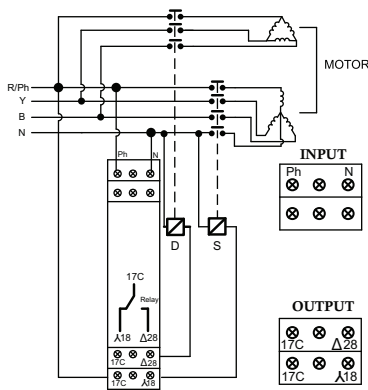 MOTOR
R/Ph
Y
B
N
Ph N
INPUT
Ph N
D S
17C
Relay
⅄18 Δ28
OUTPUT
17C Δ28
17C ⅄18
17C Δ28
17C ⅄18